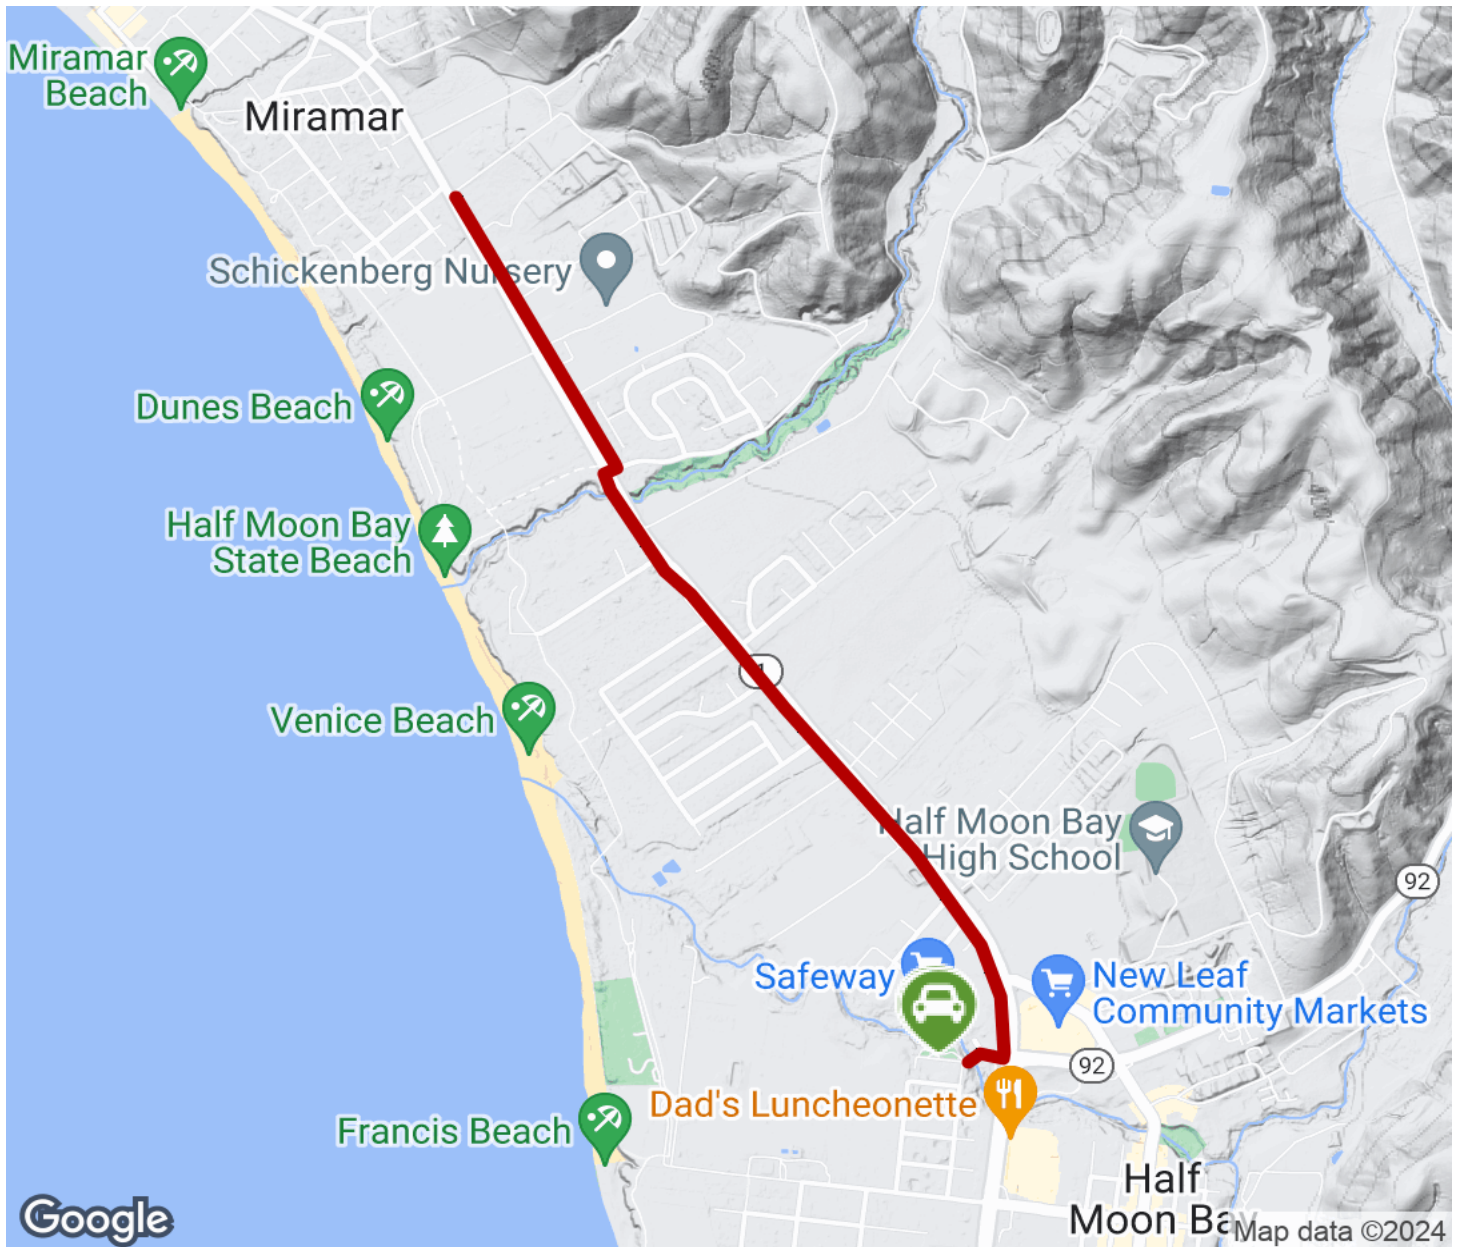 Miramar
Beach
Miramar
Schickenberg Nursery
Dunes Beach
Half Moon Bay
State Beach
1
Venice Beach
Half Moon Bay
High School
92
Safeway
New Leaf
Community Markets
92
Dad's Luncheonette
Francis Beach
Half
Moon Bay
Google
Map data ©2024